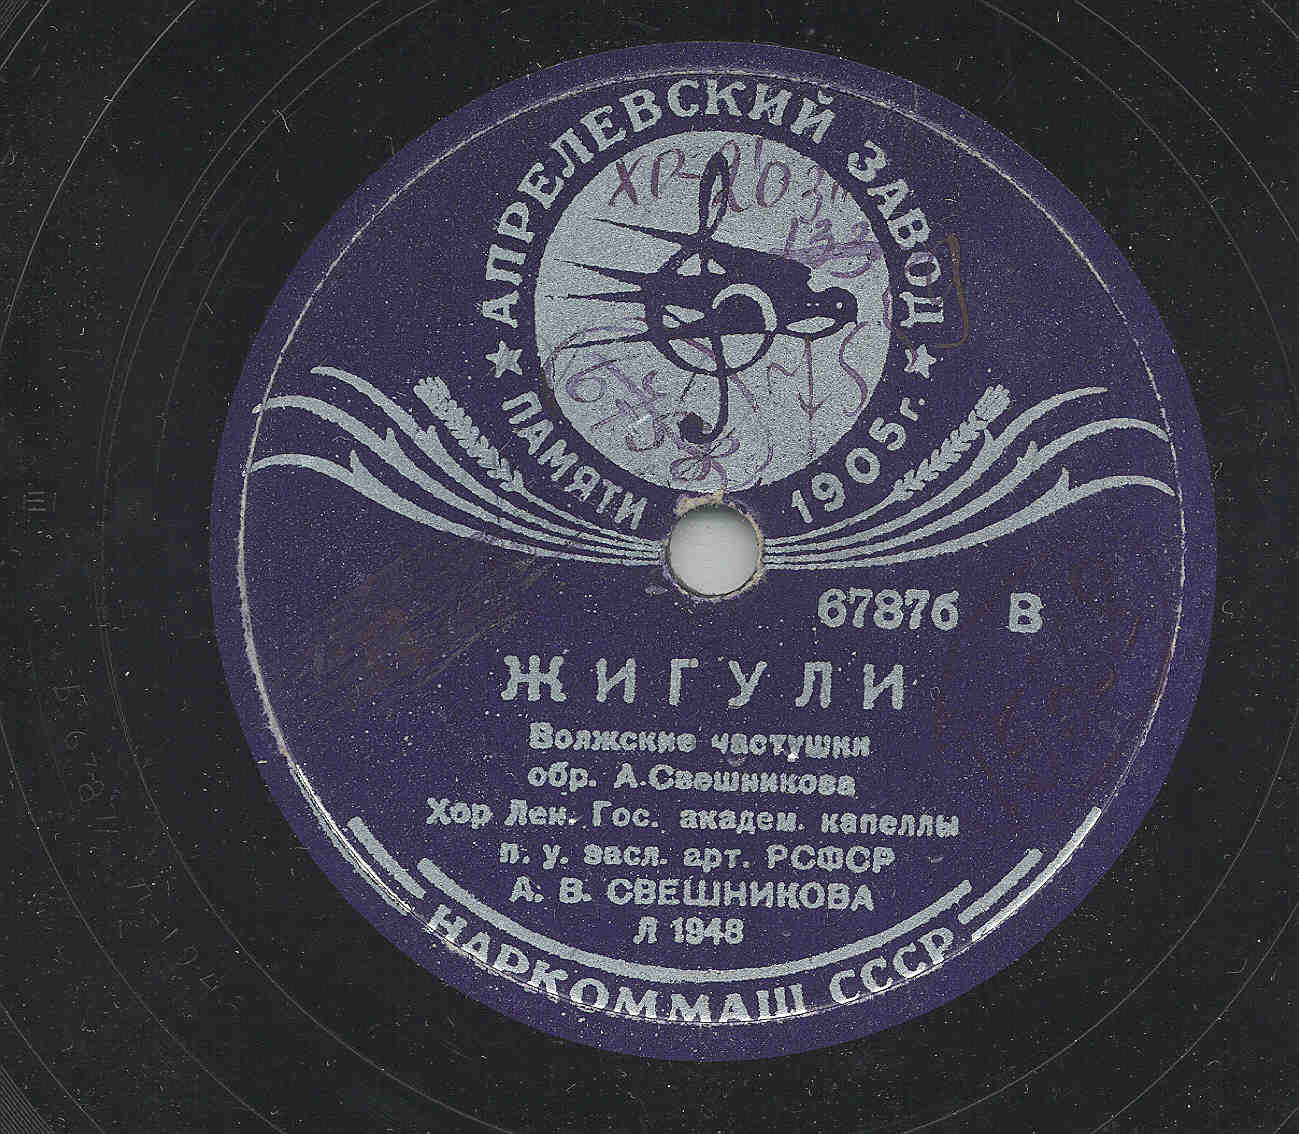 АПРЕЛЕВСКИЙ ЗАВОД
ПАМЯТИ 1905 г.
67876 В
ЖИГУЛИ
Волжские частушки
обр. А. Свешникова
Хор Лен. Гос. академ. капеллы
п. у. засл. арт. РСФСР
А. В. СВЕШНИКОВА
Л 1948
НАРКОММАШ СССР